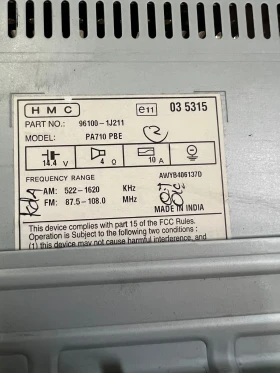 HMC e11 03 5315
PART NO.: 96100-1J211
MODEL: PA710 PBE 2
14.4 V 4 Ω 10 A
FREQUENCY RANGE AWYB4061370
AM: 522-1620 KHz
FM: 87.5-108.0 MHz MADE IN INDIA
This device complies with part 15 of the FCC Rules.
Operation is Subject to the following two conditions :
(1) this device may not cause harmful interference, and